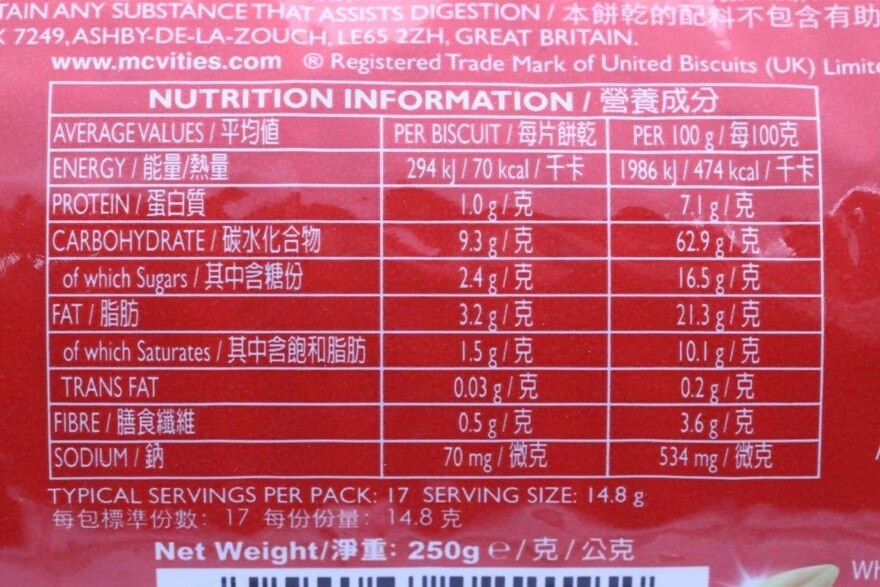 TAIN ANY SUBSTANCE THAT ASSISTS DIGESTION / 本餅乾的配料不包含有助
7249, ASHBY-DE-LA-ZOUCH, LE65 2ZH, GREAT BRITAIN.
www.mcvities.com ® Registered Trade Mark of United Biscuits (UK) Limite
NUTRITION INFORMATION / 營養成分
AVERAGE VALUES / 平均值 PER BISCUIT / 每片餅乾 PER 100 g / 每100克
ENERGY / 能量/熱量 294 kJ / 70 kcal / 千卡 1986 kJ / 474 kcal / 千卡
PROTEIN / 蛋白質 1.0 g / 克 7.1 g / 克
CARBOHYDRATE / 碳水化合物 9.3 g / 克 62.9 g / 克
of which Sugars / 其中含糖份 2.4 g / 克 16.5 g / 克
FAT / 脂肪 3.2 g / 克 21.3 g / 克
of which Saturates / 其中含飽和脂肪 1.5 g / 克 10.1 g / 克
TRANS FAT 0.03 g / 克 0.2 g / 克
FIBRE / 膳食纖維 0.5 g / 克 3.6 g / 克
SODIUM / 鈉 70 mg / 微克 534 mg / 微克
TYPICAL SERVINGS PER PACK: 17 SERVING SIZE: 14.8 g
每包標準份數: 17 每份份量: 14.8 克
Net Weight/淨重: 250g ℮/克/公克
Wh